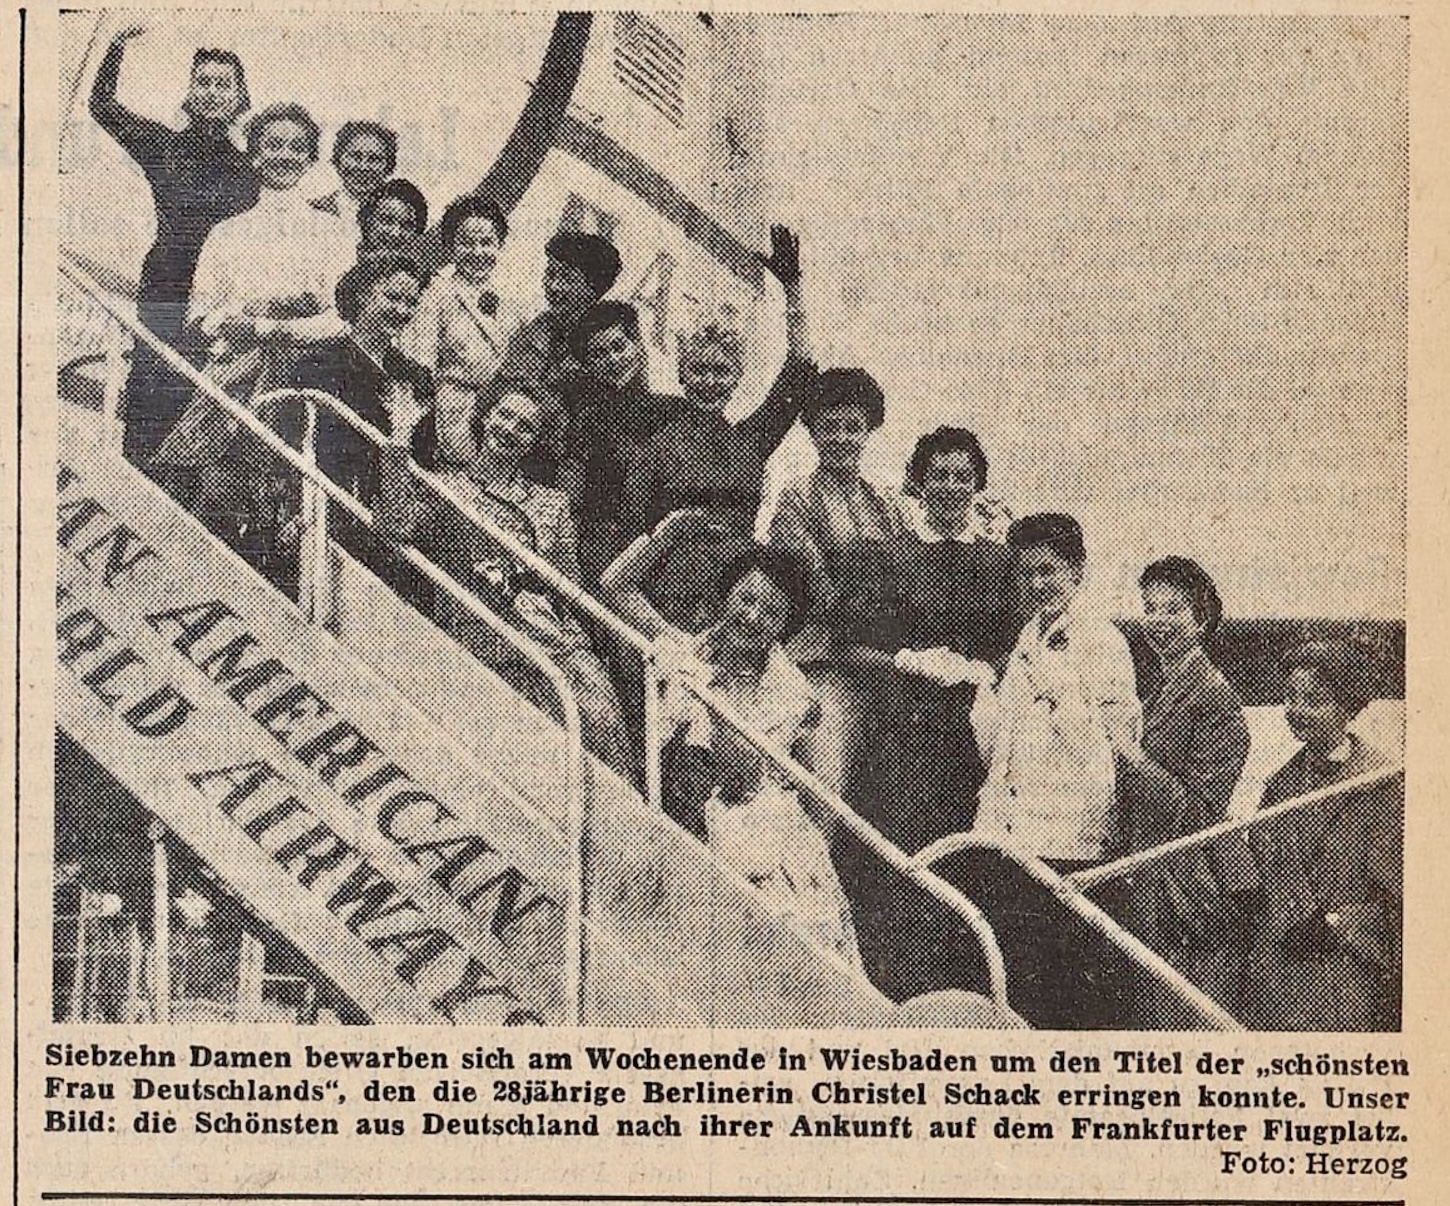 AN AMERICAN
RLD AIRWAYS
Siebzehn Damen bewarben sich am Wochenende in Wiesbaden um den Titel der „schönsten
Frau Deutschlands“, den die 28jährige Berlinerin Christel Schack erringen konnte. Unser
Bild: die Schönsten aus Deutschland nach ihrer Ankunft auf dem Frankfurter Flugplatz.
Foto: Herzog